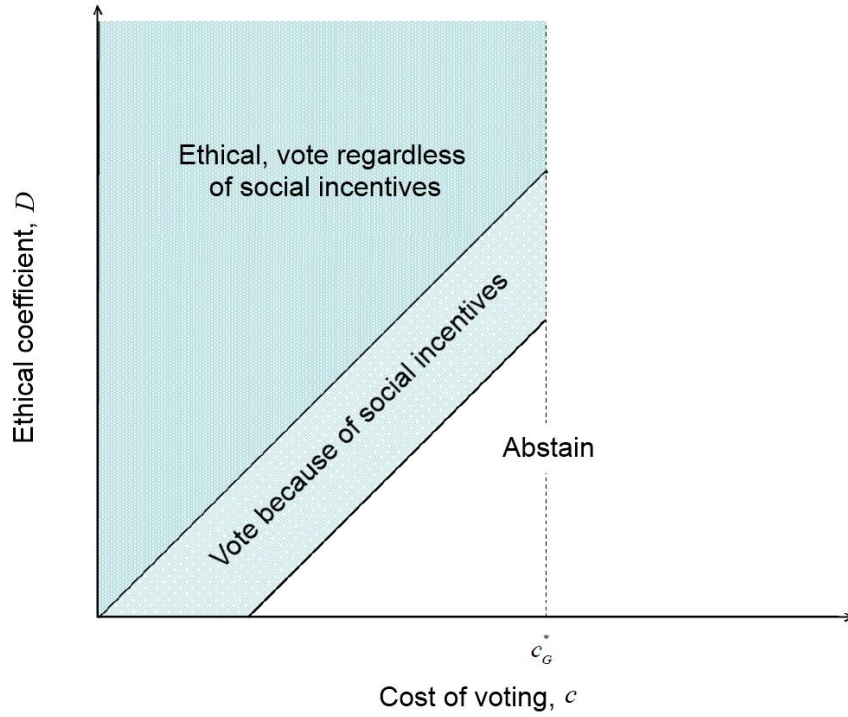 Ethical coefficient, D
Ethical, vote regardless
of social incentives
Vote because of social incentives
Abstain
c*G
Cost of voting, c